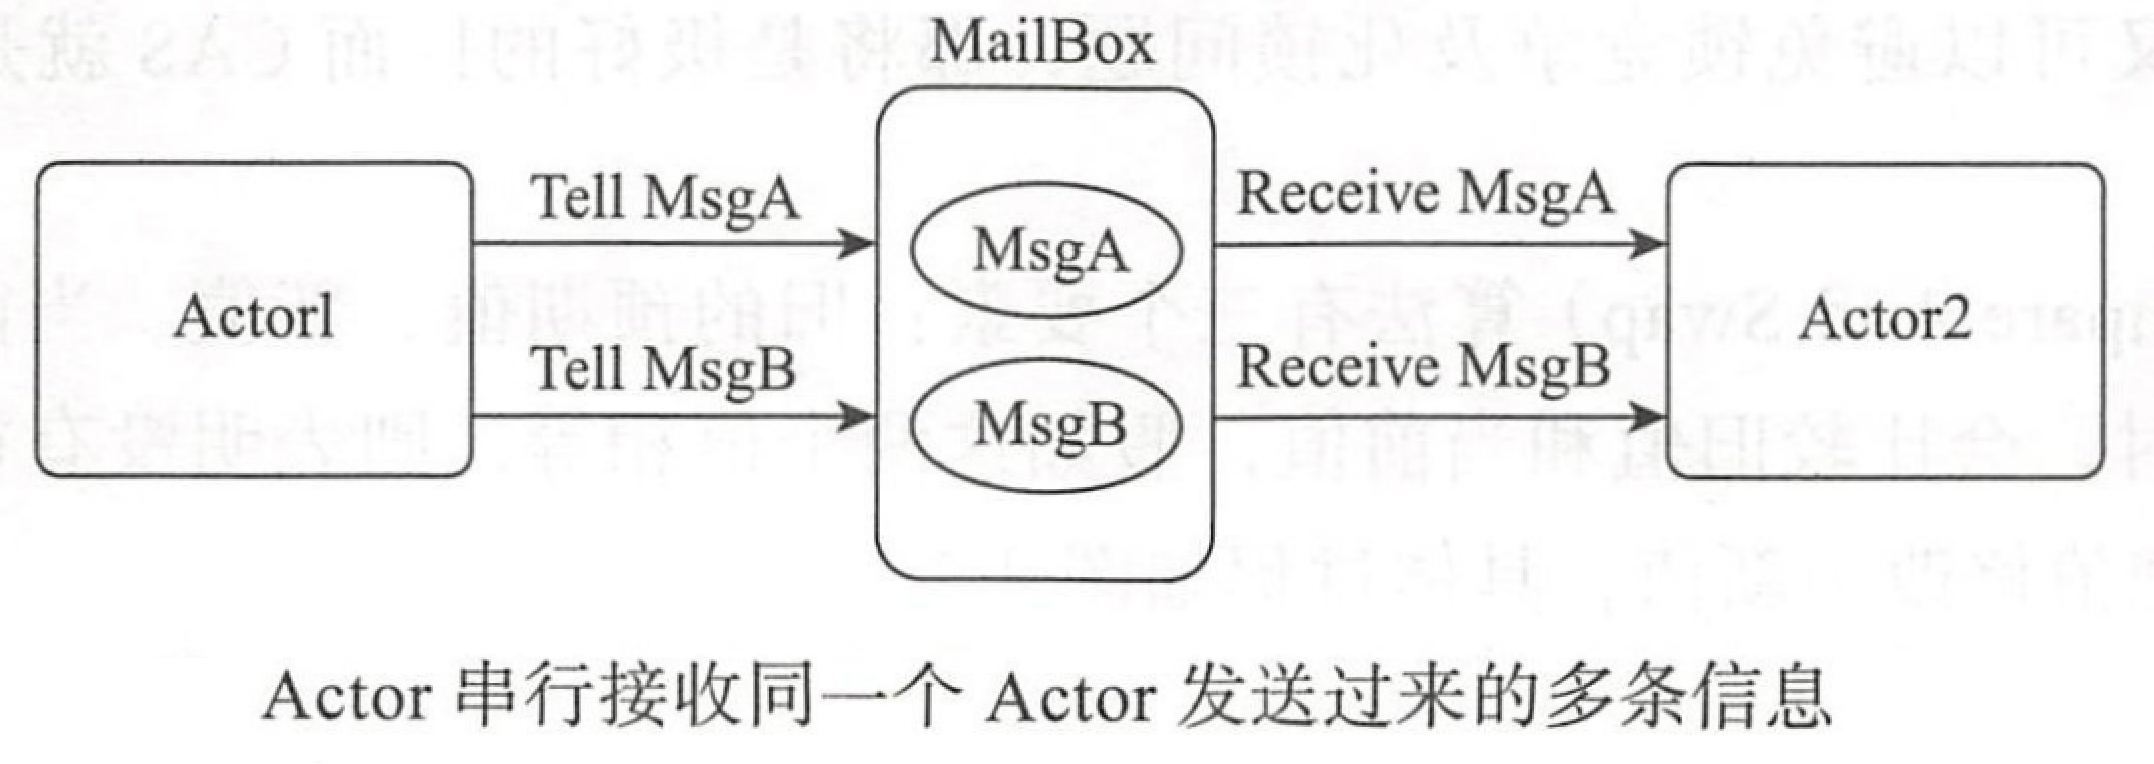 MailBox
Tell MsgA
Receive MsgA
MsgA
Actor1
Actor2
Tell MsgB
Receive MsgB
MsgB
Actor 串行接收同一个 Actor 发送过来的多条信息